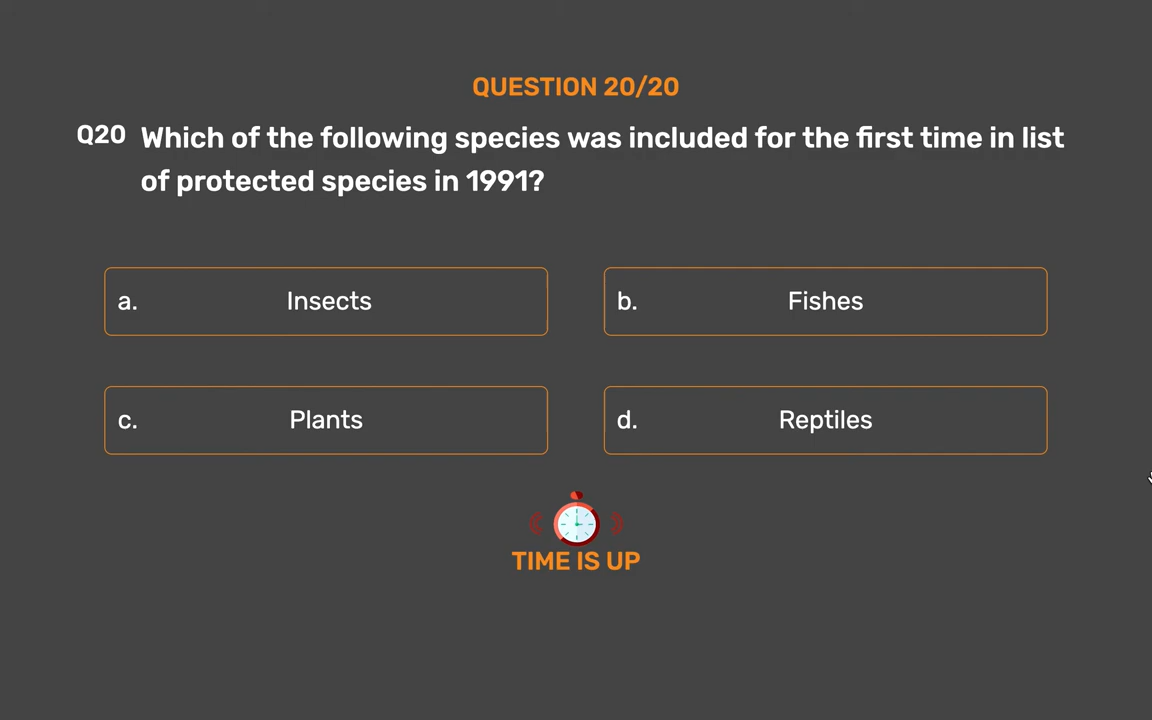 QUESTION 20/20
Q20 Which of the following species was included for the first time in list
of protected species in 1991?
a. Insects
b. Fishes
c. Plants
d. Reptiles
TIME IS UP